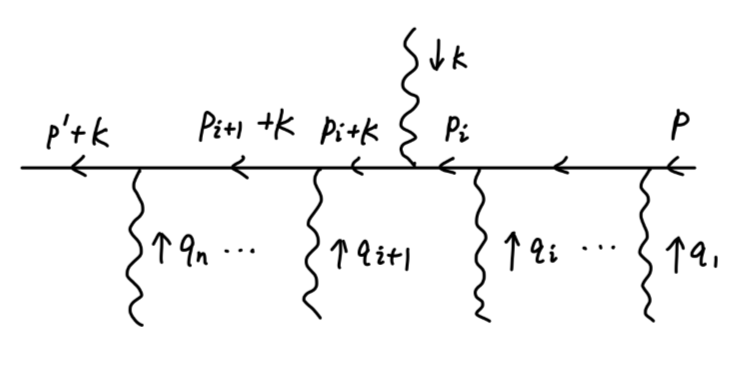 ↓k
p'+k p_{i+1}+k p_i+k p_i p
↑q_n ... ↑q_{i+1} ↑q_i ... ↑q_1